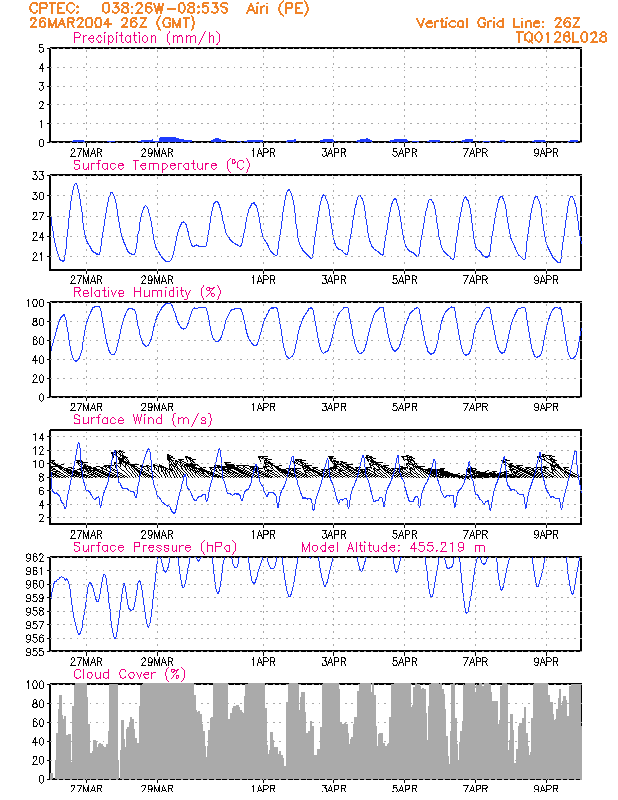 CPTEC: 038:26W-08:53S Airi (PE)
26MAR2004 26Z (GMT) Vertical Grid Line: 26Z
Precipitation (mm/h) TQ0126L028
5
4
3
2
1
0
27MAR 29MAR 1APR 3APR 5APR 7APR 9APR
Surface Temperature (ºC)
33
30
27
24
21
27MAR 29MAR 1APR 3APR 5APR 7APR 9APR
Relative Humidity (%)
100
80
60
40
20
0
27MAR 29MAR 1APR 3APR 5APR 7APR 9APR
Surface Wind (m/s)
14
12
10
8
6
4
2
27MAR 29MAR 1APR 3APR 5APR 7APR 9APR
Surface Pressure (hPa) Model Altitude: 455.219 m
962
961
960
959
958
957
956
955
27MAR 29MAR 1APR 3APR 5APR 7APR 9APR
Cloud Cover (%)
100
80
60
40
20
0
27MAR 29MAR 1APR 3APR 5APR 7APR 9APR